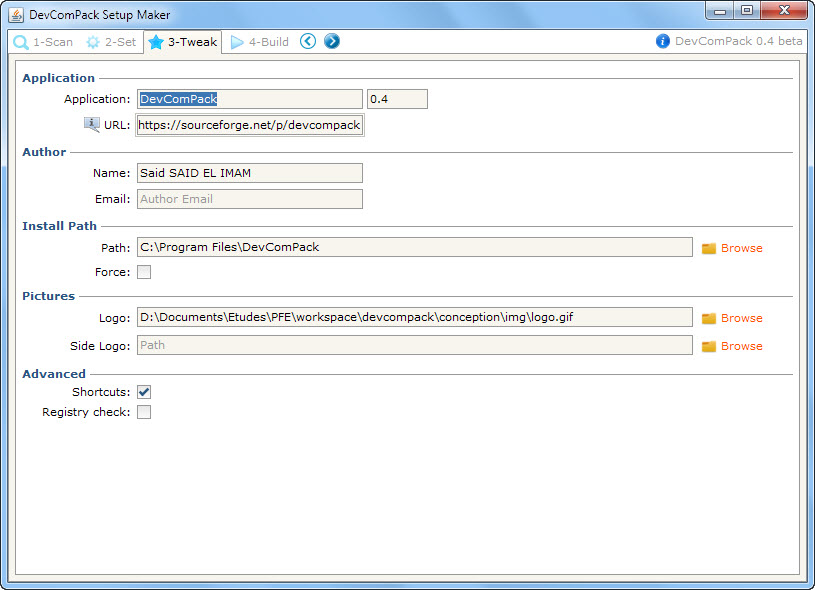 DevComPack Setup Maker
1-Scan 2-Set 3-Tweak 4-Build DevComPack 0.4 beta
Application
Application: DevComPack 0.4
URL: https://sourceforge.net/p/devcompack
Author
Name: Said SAID EL IMAM
Email: Author Email
Install Path
Path: C:\Program Files\DevComPack Browse
Force:
Pictures
Logo: D:\Documents\Etudes\PFE\workspace\devcompack\conception\img\logo.gif Browse
Side Logo: Path Browse
Advanced
Shortcuts:
Registry check: